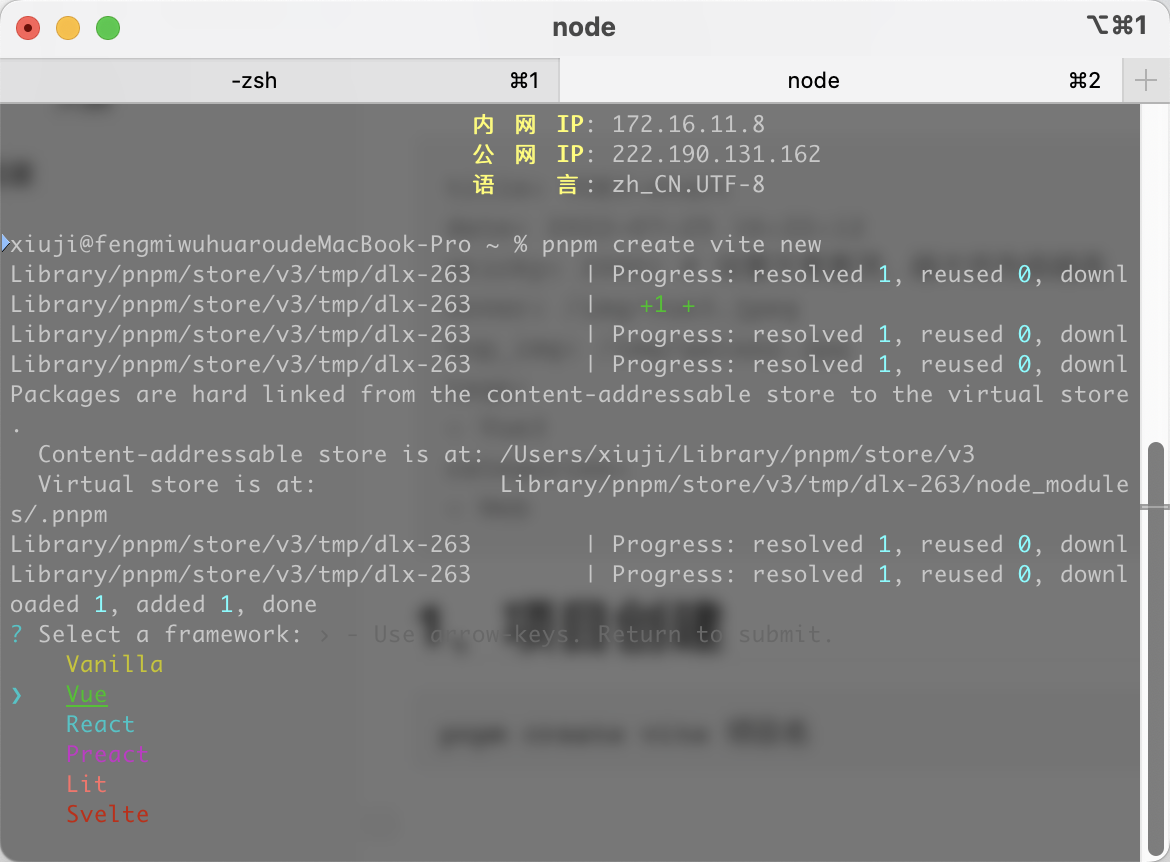 node
⌥⌘1
-zsh ⌘1 node ⌘2
内 网 IP: 172.16.11.8
公 网 IP: 222.190.131.162
语 言: zh_CN.UTF-8
xiuji@fengmiwuhuaroudeMacBook-Pro ~ % pnpm create vite new
Library/pnpm/store/v3/tmp/dlx-263 | Progress: resolved 1, reused 0, downl
Library/pnpm/store/v3/tmp/dlx-263 | +1 +
Library/pnpm/store/v3/tmp/dlx-263 | Progress: resolved 1, reused 0, downl
Library/pnpm/store/v3/tmp/dlx-263 | Progress: resolved 1, reused 0, downl
Packages are hard linked from the content-addressable store to the virtual store
.
Content-addressable store is at: /Users/xiuji/Library/pnpm/store/v3
Virtual store is at: Library/pnpm/store/v3/tmp/dlx-263/node_module
s/.pnpm
Library/pnpm/store/v3/tmp/dlx-263 | Progress: resolved 1, reused 0, downl
Library/pnpm/store/v3/tmp/dlx-263 | Progress: resolved 1, reused 0, downl
oaded 1, added 1, done
? Select a framework: › - Use arrow-keys. Return to submit.
Vanilla
❯ Vue
React
Preact
Lit
Svelte